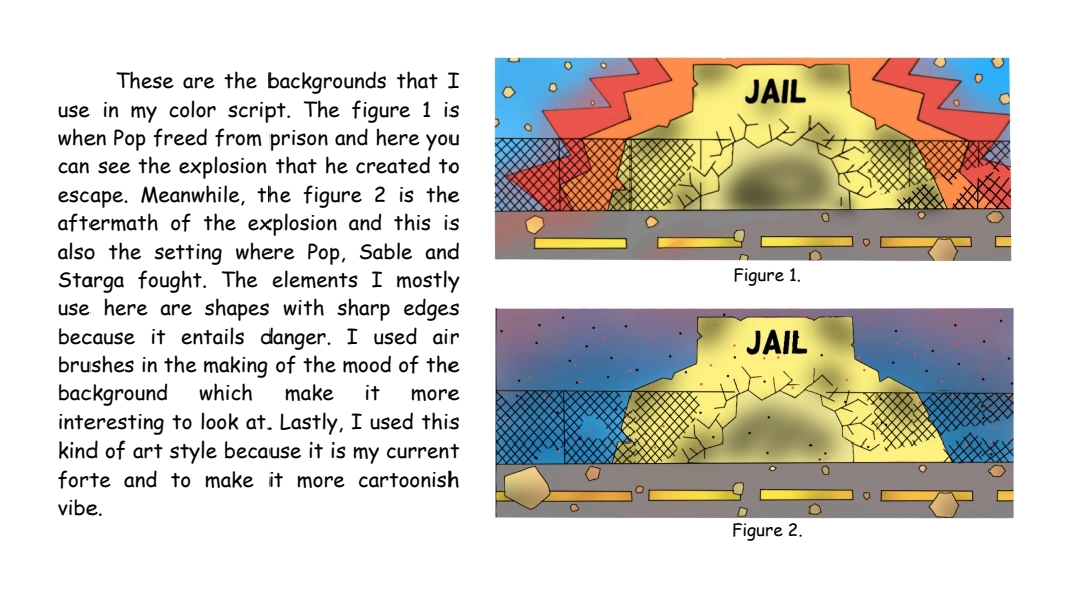 These are the backgrounds that I
use in my color script. The figure 1 is
when Pop freed from prison and here you
can see the explosion that he created to
escape. Meanwhile, the figure 2 is the
aftermath of the explosion and this is
also the setting where Pop, Sable and
Starga fought. The elements I mostly
use here are shapes with sharp edges
because it entails danger. I used air
brushes in the making of the mood of the
background which make it more
interesting to look at. Lastly, I used this
kind of art style because it is my current
forte and to make it more cartoonish
vibe.
JAIL
Figure 1.
JAIL
Figure 2.